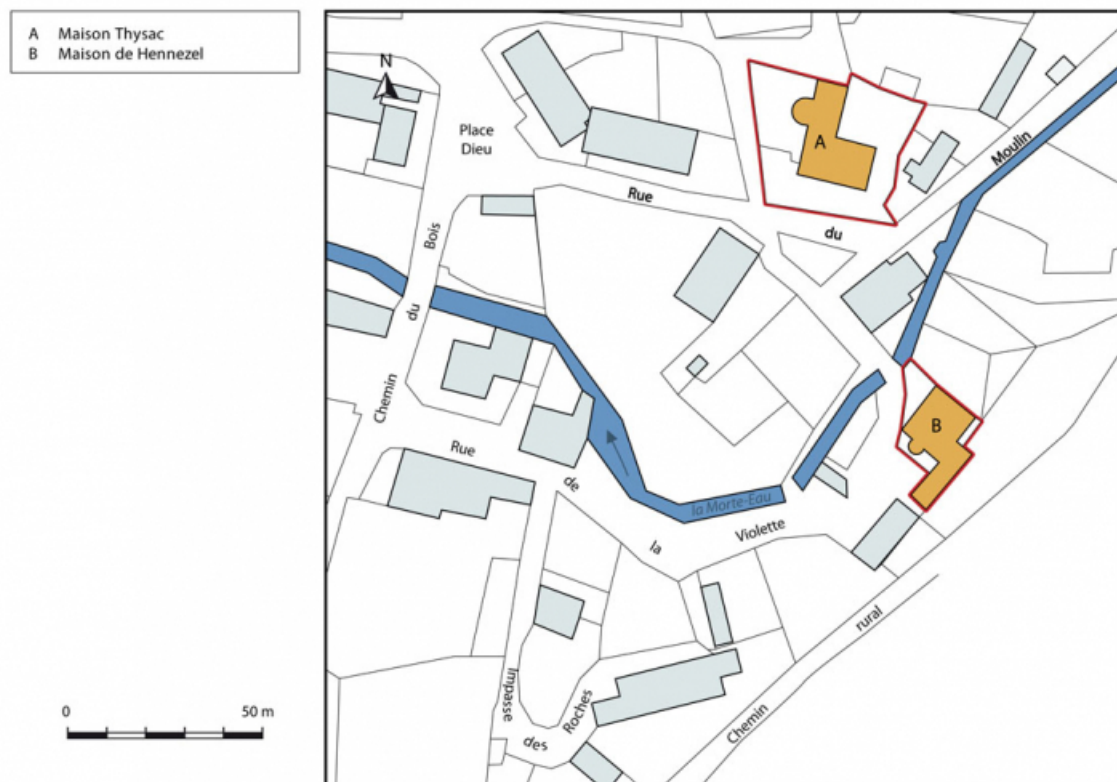 A Maison Thysac
B Maison de Hennezel
N
Place
Dieu
A
Moulin
Rue
du
Bois
du
Chemin
B
Rue
de
la Morte-Eau
la
Violette
rural
Impasse
Roches
des
Chemin
0 50 m